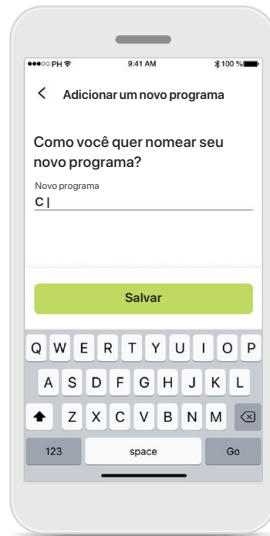 PH 9:41 AM 100 %
Adicionar um novo programa
Como você quer nomear seu
novo programa?
Novo programa
C |
Salvar
Q W E R T Y U I O P
A S D F G H J K L
Z X C V B N M
123 space Go